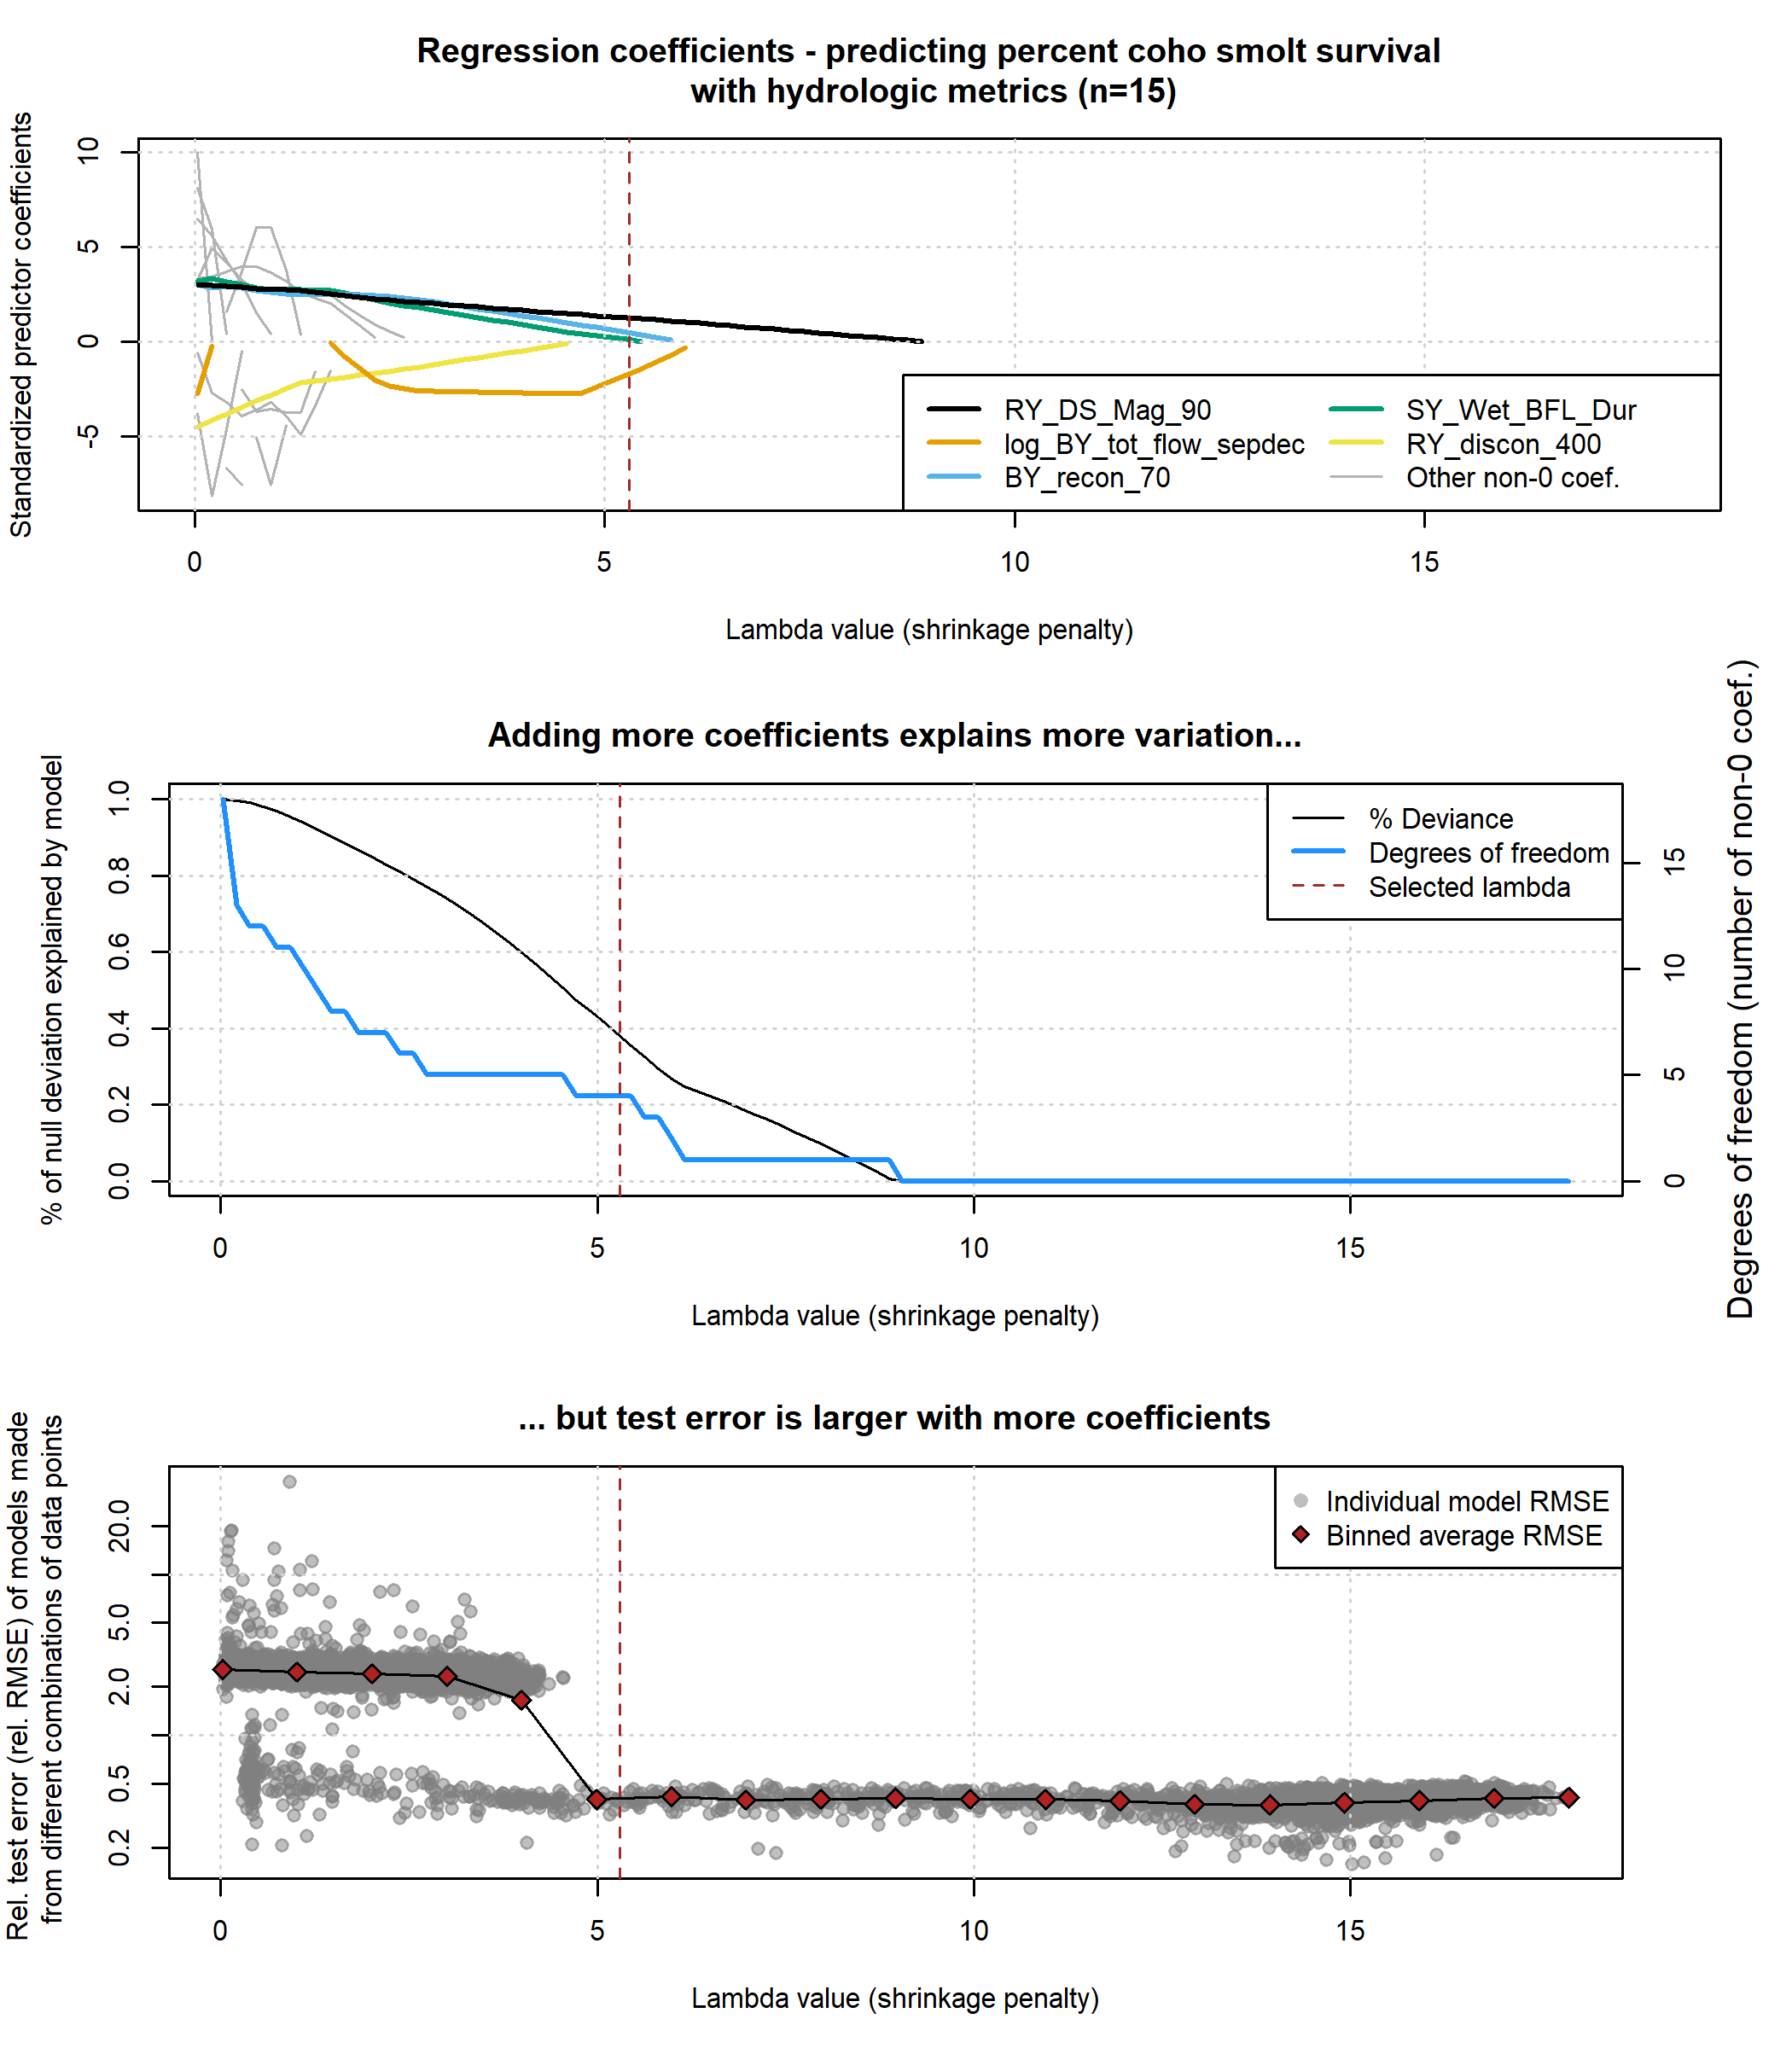 Regression coefficients - predicting percent coho smolt survival
with hydrologic metrics (n=15)
Standardized predictor coefficients
10
5
0
-5
RY_DS_Mag_90
log_BY_tot_flow_sepdec
BY_recon_70
SY_Wet_BFL_Dur
RY_discon_400
Other non-0 coef.
0
5
10
15
Lambda value (shrinkage penalty)
Adding more coefficients explains more variation...
% of null deviation explained by model
1.0
0.8
0.6
0.4
0.2
0.0
% Deviance
Degrees of freedom
Selected lambda
15
10
5
0
Degrees of freedom (number of non-0 coef.)
0
5
10
15
Lambda value (shrinkage penalty)
... but test error is larger with more coefficients
Rel. test error (rel. RMSE) of models made
from different combinations of data points
20.0
5.0
2.0
0.5
0.2
Individual model RMSE
Binned average RMSE
0
5
10
15
Lambda value (shrinkage penalty)